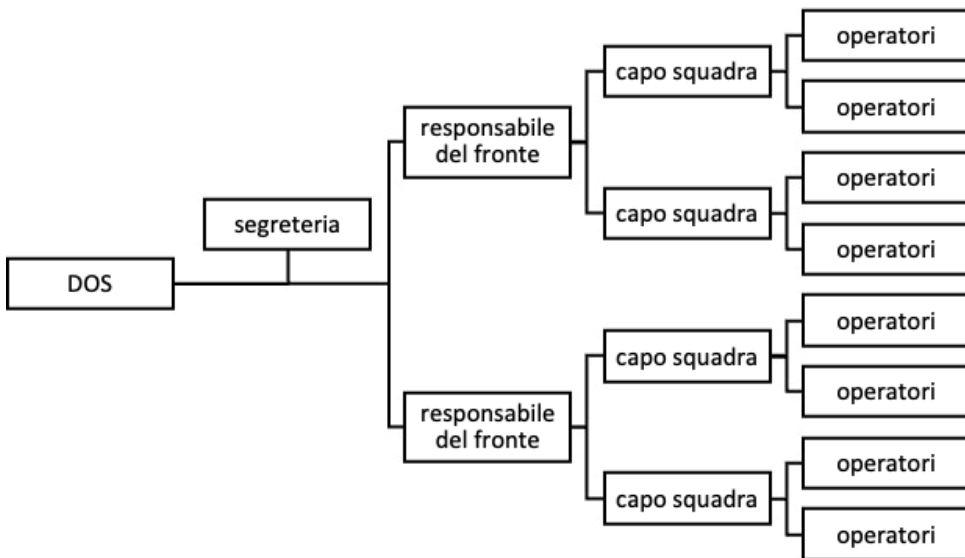 DOS
segreteria
responsabile
del fronte
capo squadra
operatori
operatori
capo squadra
operatori
operatori
responsabile
del fronte
capo squadra
operatori
operatori
capo squadra
operatori
operatori